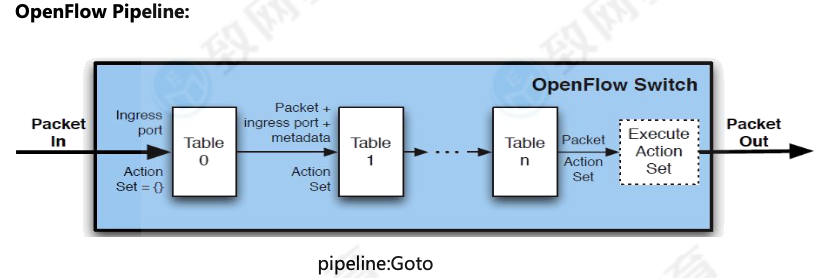 OpenFlow Pipeline:
OpenFlow Switch
Packet
In
Ingress
port
Action
Set = {}
Table
0
Packet +
ingress port +
metadata
Action
Set
Table
1
Table
n
Packet
Action
Set
Execute
Action
Set
Packet
Out
pipeline:Goto